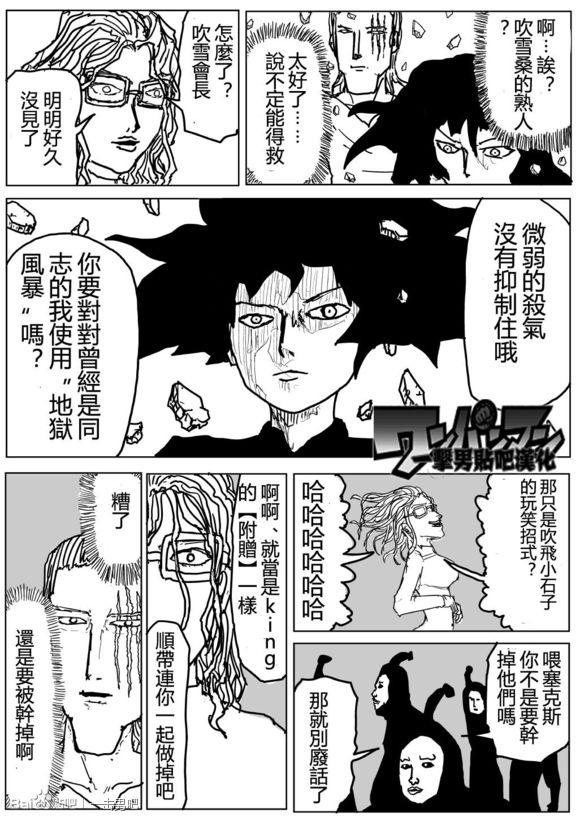 啊…誒？
吹雪桑的熟人
？
太好了……
說不定能得救
怎麼了？
吹雪會長
明明好久
沒見了
微弱的殺氣
沒有抑制住哦
你要對對曾經是同
志的我使用“地獄
風暴“嗎？
ワンパンマン
一擊男貼吧漢化
那只是吹飛小石子
的玩笑招式？
哈哈哈哈哈哈哈
喂塞克斯
你不是要幹
掉他們嗎
那就別廢話了
啊啊、就當是king
的【附贈】一樣
順帶連你一起做掉吧
糟了
還是要被幹掉啊
Bai 貼吧 | 一击男吧